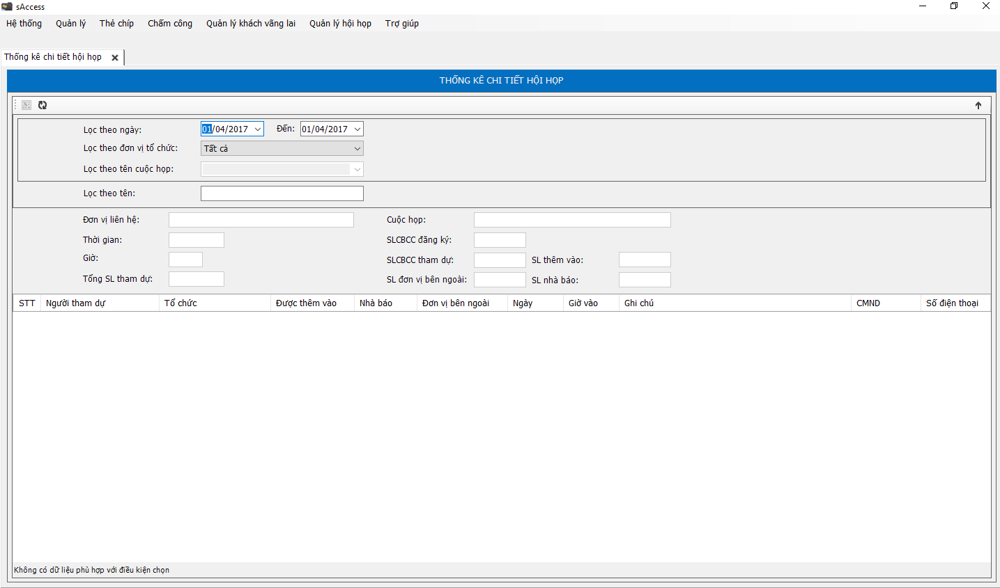 sAccess
Hệ thống Quản lý Thẻ chíp Chấm công Quản lý khách vãng lai Quản lý hội họp Trợ giúp
Thống kê chi tiết hội họp
THỐNG KÊ CHI TIẾT HỘI HỌP
Lọc theo ngày: 01/04/2017 Đến: 01/04/2017
Lọc theo đơn vị tổ chức: Tất cả
Lọc theo tên cuộc họp:
Lọc theo tên:
Đơn vị liên hệ: Cuộc họp:
Thời gian: SLCBCC đăng ký:
Giờ: SLCBCC tham dự: SL thêm vào:
Tổng SL tham dự: SL đơn vị bên ngoài: SL nhà báo:
STT Người tham dự Tổ chức Được thêm vào Nhà báo Đơn vị bên ngoài Ngày Giờ vào Ghi chú CMND Số điện thoại
Không có dữ liệu phù hợp với điều kiện chọn